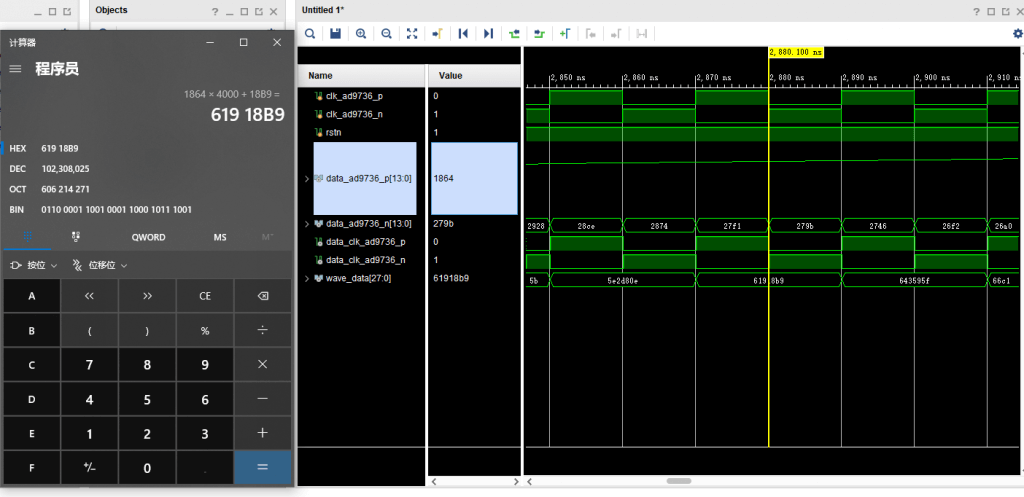 Objects
Untitled 1*
计算器
程序员
1864 × 4000 + 18B9 =
619 18B9
HEX 619 18B9
DEC 102,308,025
OCT 606 214 271
BIN 0110 0001 1001 0001 1000 1011 1001
QWORD MS M˅
按位 位移位
A << >> CE
B ( ) % ÷
C 7 8 9 ×
D 4 5 6 −
E 1 2 3 +
F +/− 0 . =
2,880.100 ns
2,850 ns 2,860 ns 2,870 ns 2,880 ns 2,890 ns 2,900 ns 2,910 ns
Name Value
clk_ad9736_p 0
clk_ad9736_n 1
rstn 1
data_ad9736_p[13:0] 1864
data_ad9736_n[13:0] 279b 2928 28ce 2874 27f1 279b 2746 26f2 26a0
data_clk_ad9736_p 0
data_clk_ad9736_n 1
wave_data[27:0] 61918b9 5b 5e2d80e 61918b9 643595f 66c1